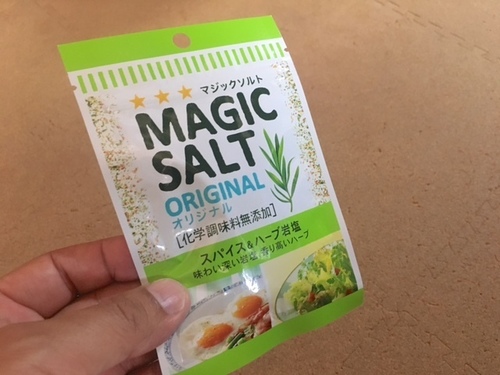 マジックソルト
MAGIC
SALT
ORIGINAL
オリジナル
[化学調味料無添加]
スパイス&ハーブ岩塩
味わい深い岩塩 香り高いハーブ